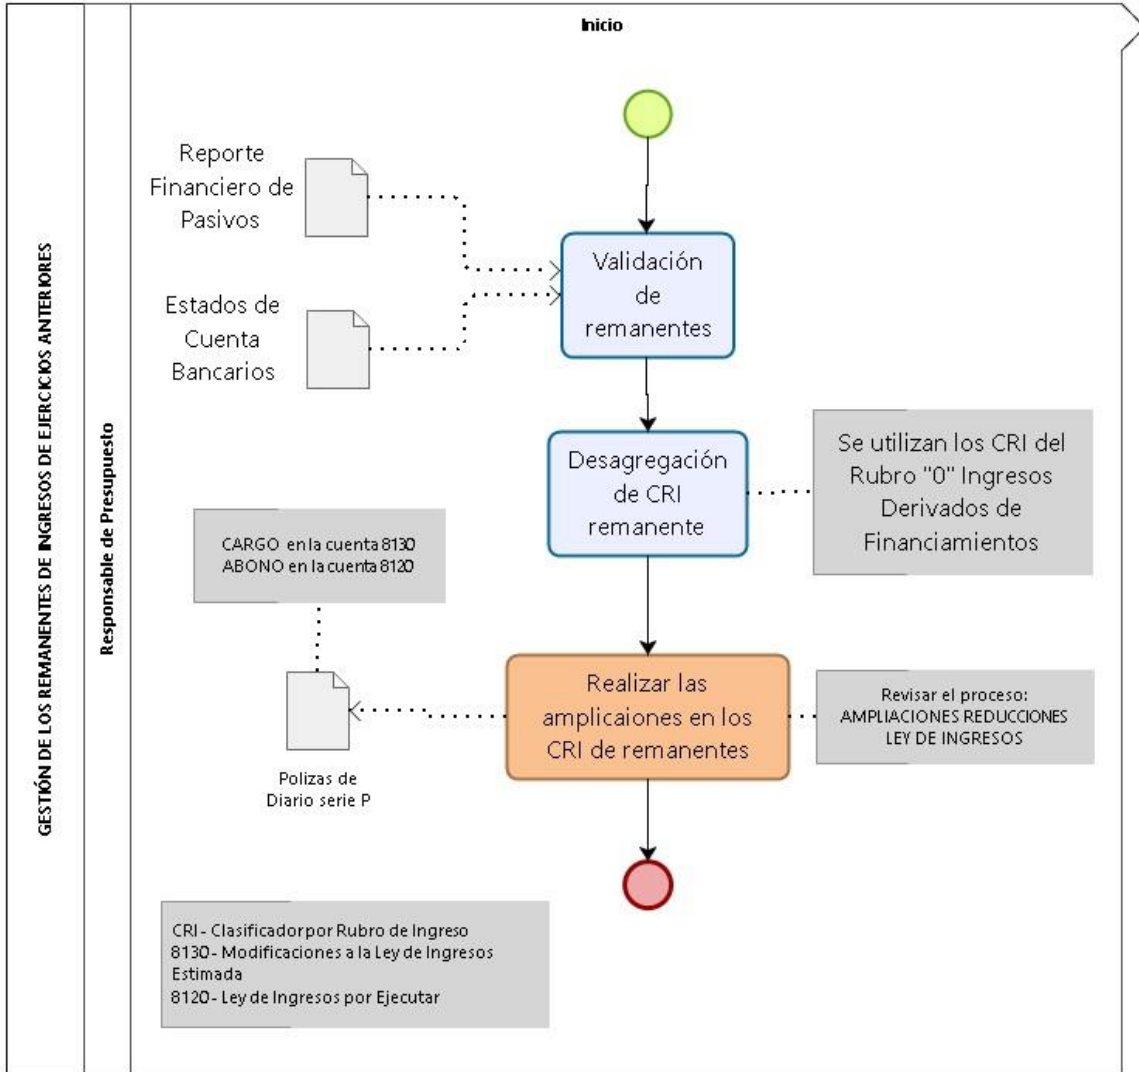 GESTIÓN DE LOS REMANENTES DE INGRESOS DE EJERCICIOS ANTERIORES
Responsable de Presupuesto
Inicio
Reporte
Financiero de
Pasivos
Estados de
Cuenta
Bancarios
Validación
de
remanentes
Desagregación
de CRI
remanente
Se utilizan los CRI del
Rubro "0" Ingresos
Derivados de
Financiamientos
CARGO en la cuenta 8130
ABONO en la cuenta 8120
Realizar las
amplicaiones en los
CRI de remanentes
Revisar el proceso:
AMPLIACIONES REDUCCIONES
LEY DE INGRESOS
Polizas de
Diario serie P
CRI - Clasificador por Rubro de Ingreso
8130 - Modificaciones a la Ley de Ingresos
Estimada
8120 - Ley de Ingresos por Ejecutar